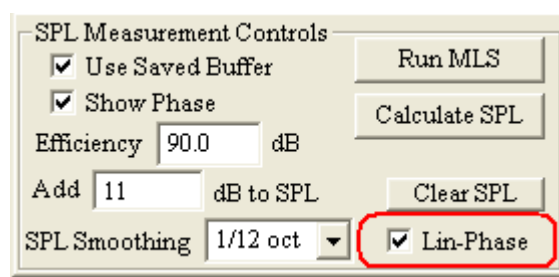 SPL Measurement Controls
Use Saved Buffer
Run MLS
Show Phase
Calculate SPL
Efficiency 90.0 dB
Add 11 dB to SPL
Clear SPL
SPL Smoothing 1/12 oct
Lin-Phase